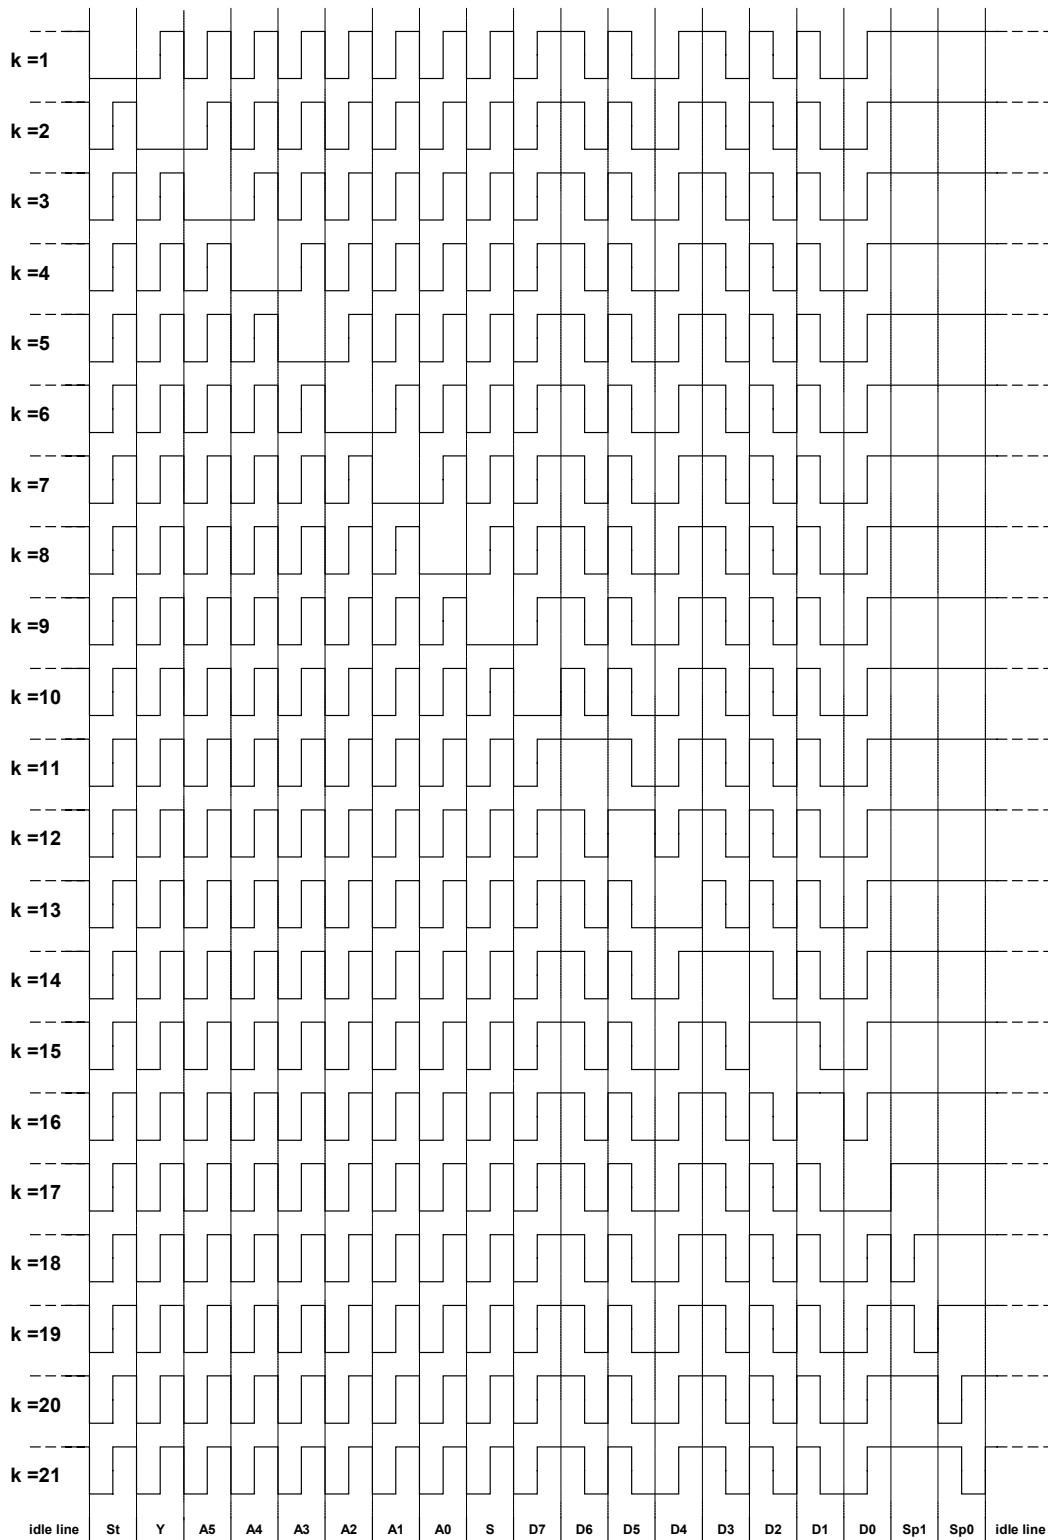 k =1
k =2
k =3
k =4
k =5
k =6
k =7
k =8
k =9
k =10
k =11
k =12
k =13
k =14
k =15
k =16
k =17
k =18
k =19
k =20
k =21
idle line St Y A5 A4 A3 A2 A1 A0 S D7 D6 D5 D4 D3 D2 D1 D0 Sp1 Sp0 idle line